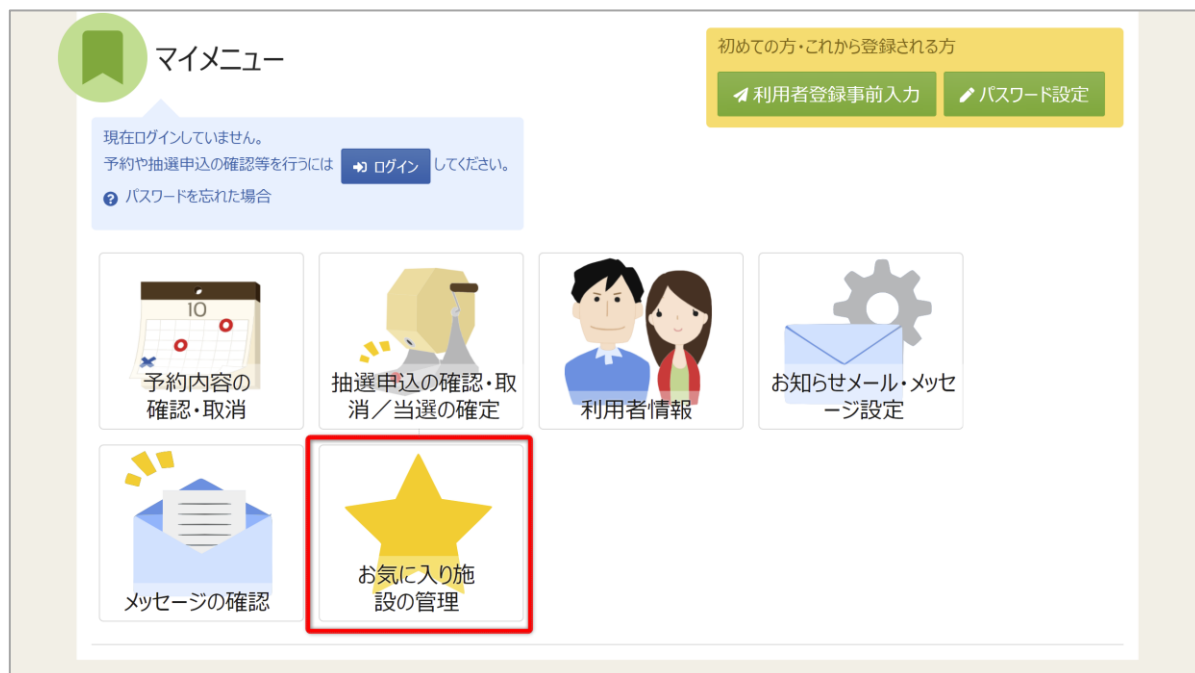 マイメニュー
初めての方・これから登録される方
利用者登録事前入力
パスワード設定
現在ログインしていません。
予約や抽選申込の確認等を行うには ログイン してください。
パスワードを忘れた場合
10
予約内容の
確認・取消
抽選申込の確認・取
消／当選の確定
利用者情報
お知らせメール・メッセ
ージ設定
メッセージの確認
お気に入り施
設の管理